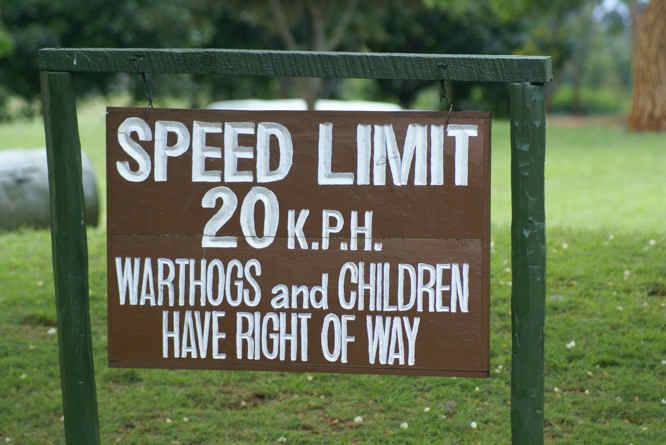 SPEED LIMIT
20 K.P.H.
WARTHOGS and CHILDREN
HAVE RIGHT OF WAY